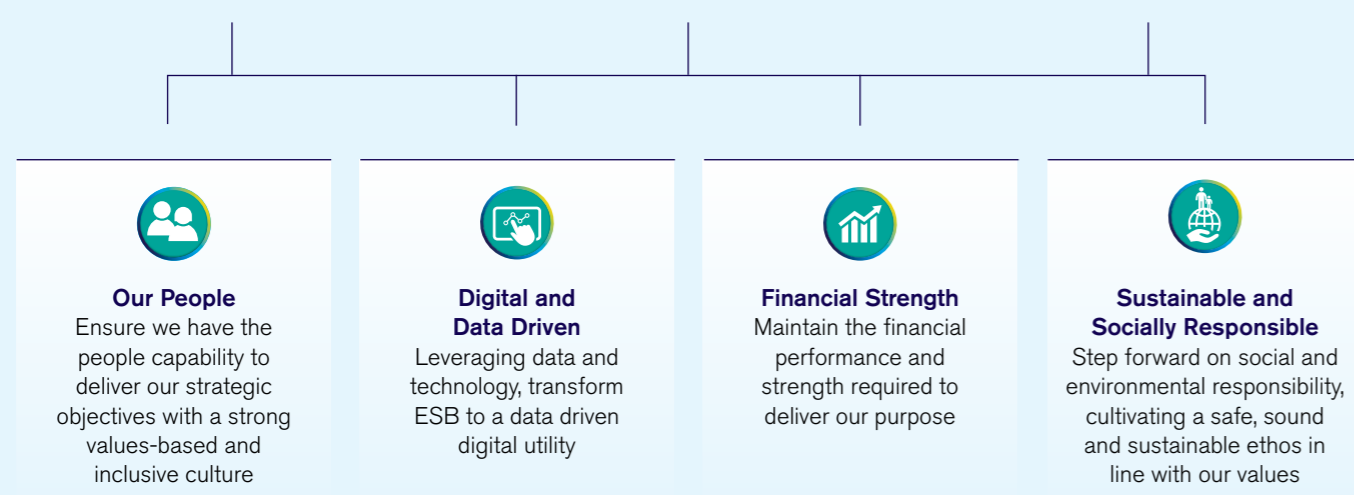 Our People
Ensure we have the
people capability to
deliver our strategic
objectives with a strong
values-based and
inclusive culture
Digital and
Data Driven
Leveraging data and
technology, transform
ESB to a data driven
digital utility
Financial Strength
Maintain the financial
performance and
strength required to
deliver our purpose
Sustainable and
Socially Responsible
Step forward on social and
environmental responsibility,
cultivating a safe, sound
and sustainable ethos in
line with our values